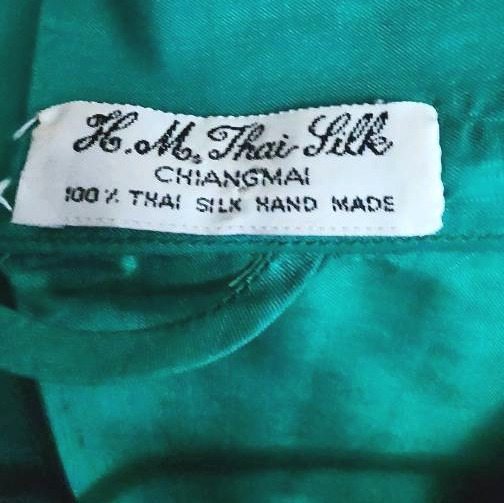 H.M. Thai Silk
CHIANGMAI
100% THAI SILK HAND MADE